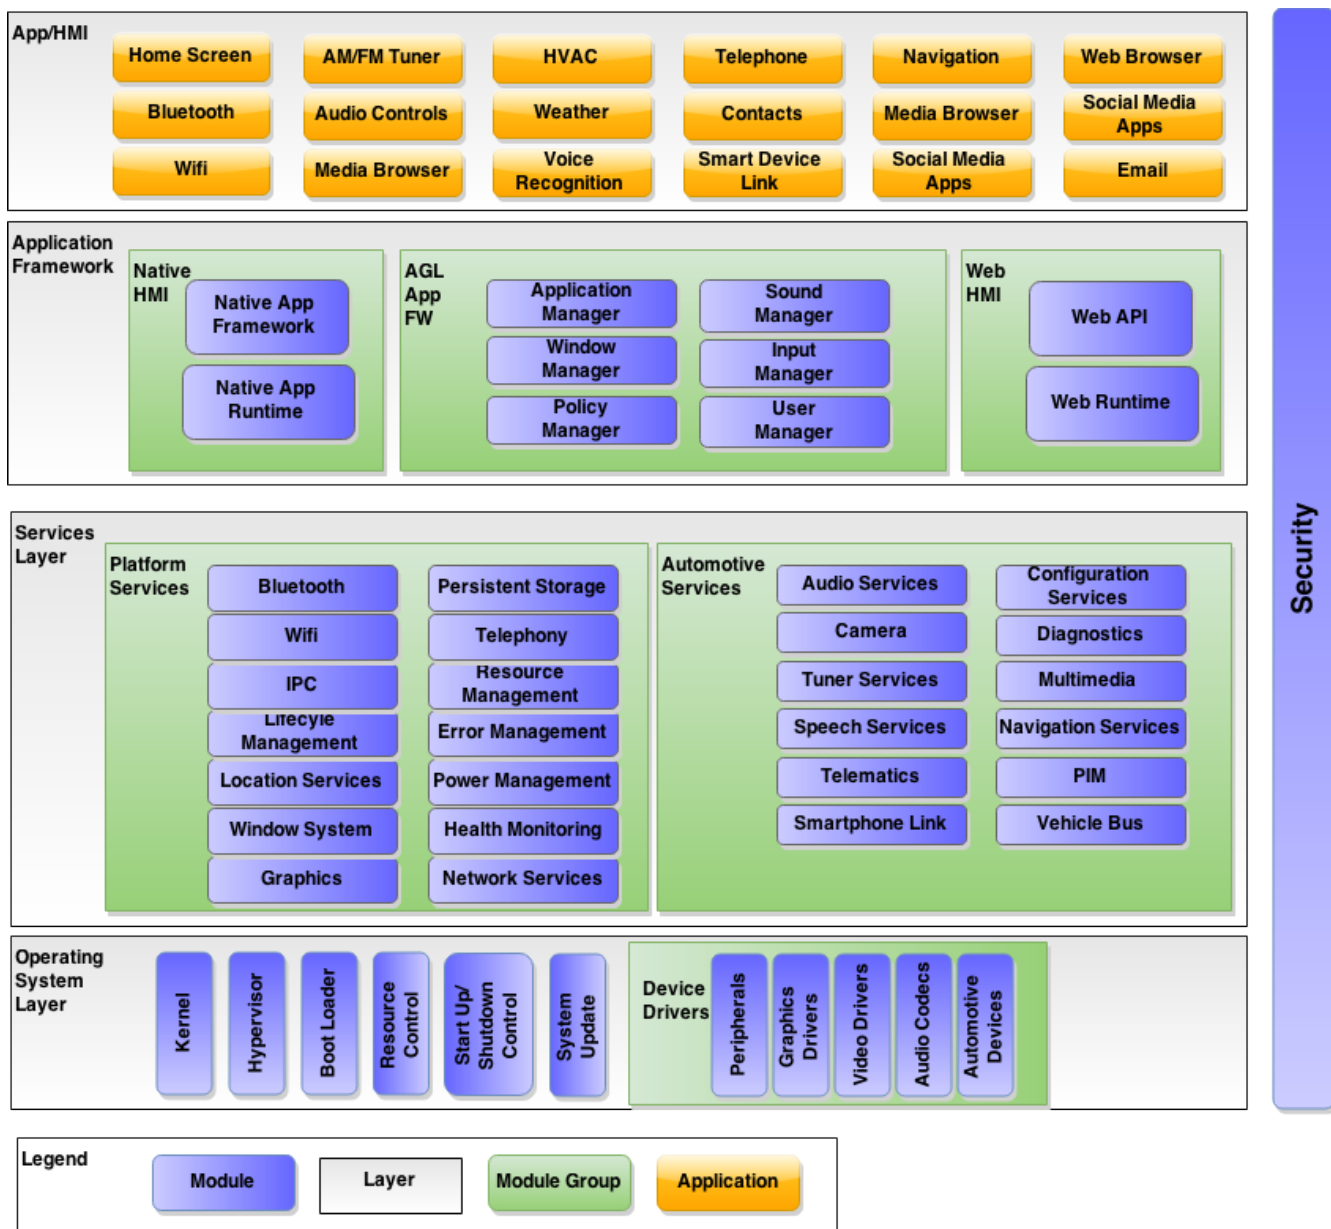 App/HMI
Home Screen
AM/FM Tuner
HVAC
Telephone
Navigation
Web Browser
Bluetooth
Audio Controls
Weather
Contacts
Media Browser
Social Media
Apps
Wifi
Media Browser
Voice
Recognition
Smart Device
Link
Social Media
Apps
Email
Application
Framework
Native
HMI
Native App
Framework
Native App
Runtime
AGL
App
FW
Application
Manager
Sound
Manager
Window
Manager
Input
Manager
Policy
Manager
User
Manager
Web
HMI
Web API
Web Runtime
Services
Layer
Platform
Services
Bluetooth
Persistent Storage
Wifi
Telephony
IPC
Resource
Management
Lifecyle
Management
Error Management
Location Services
Power Management
Window System
Health Monitoring
Graphics
Network Services
Automotive
Services
Audio Services
Configuration
Services
Camera
Diagnostics
Tuner Services
Multimedia
Speech Services
Navigation Services
Telematics
PIM
Smartphone Link
Vehicle Bus
Operating
System
Layer
Kernel
Hypervisor
Boot Loader
Resource
Control
Start Up/
Shutdown
Control
System
Update
Device
Drivers
Peripherals
Graphics
Drivers
Video Drivers
Audio Codecs
Automotive
Devices
Security
Legend
Module
Layer
Module Group
Application